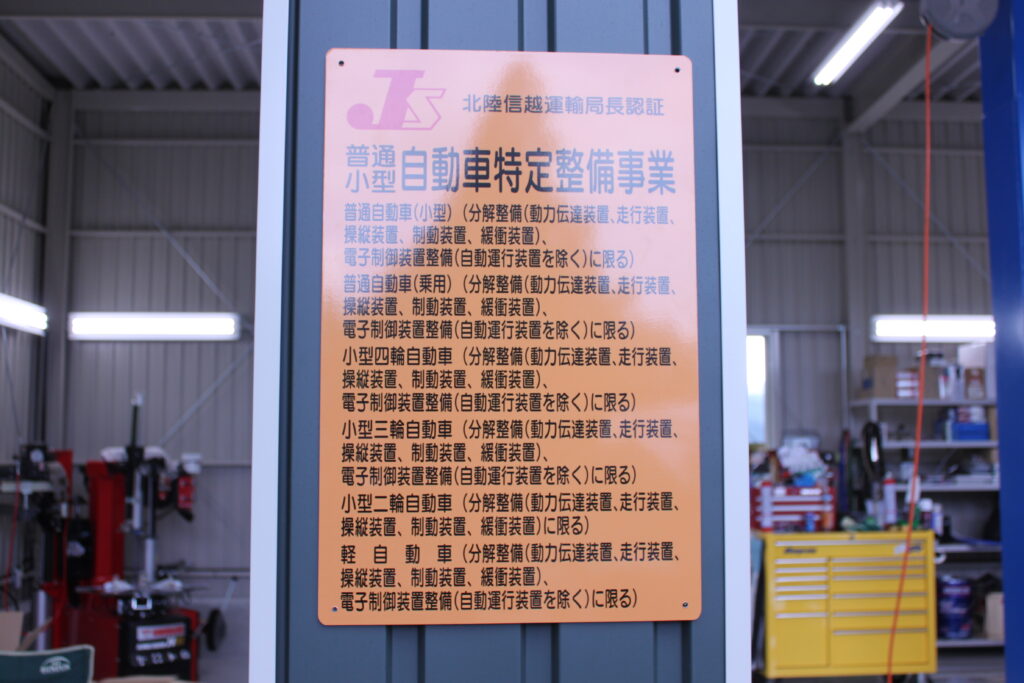 JS 北陸信越運輸局長認証
普通
小型 自動車特定整備事業
普通自動車(小型) (分解整備(動力伝達装置、走行装置、
操縦装置、制動装置、緩衝装置)、
電子制御装置整備(自動運行装置を除く)に限る)
普通自動車(乗用) (分解整備(動力伝達装置、走行装置、
操縦装置、制動装置、緩衝装置)、
電子制御装置整備(自動運行装置を除く)に限る)
小型四輪自動車 (分解整備(動力伝達装置、走行装置、
操縦装置、制動装置、緩衝装置)、
電子制御装置整備(自動運行装置を除く)に限る)
小型三輪自動車 (分解整備(動力伝達装置、走行装置、
操縦装置、制動装置、緩衝装置)、
電子制御装置整備(自動運行装置を除く)に限る)
小型二輪自動車 (分解整備(動力伝達装置、走行装置、
操縦装置、制動装置、緩衝装置)に限る)
軽自動車 (分解整備(動力伝達装置、走行装置、
操縦装置、制動装置、緩衝装置)、
電子制御装置整備(自動運行装置を除く)に限る)